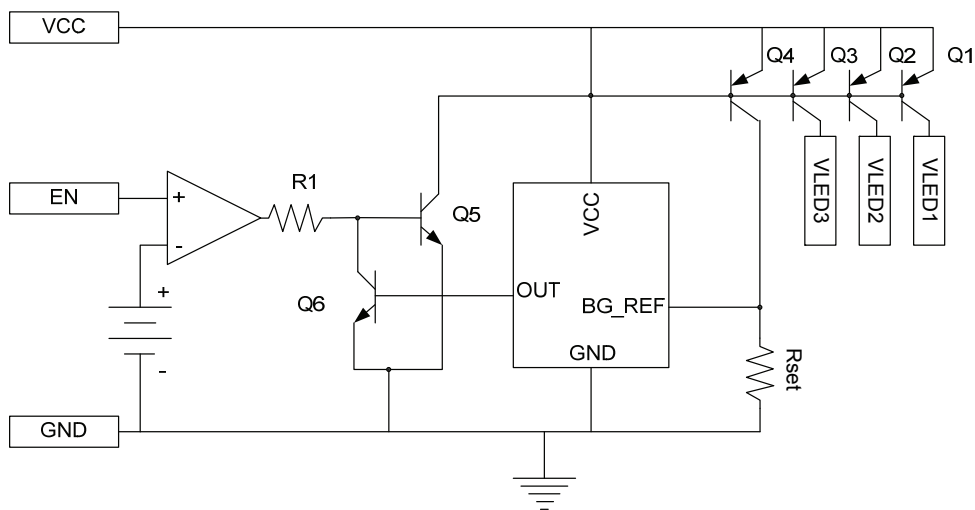 VCC
Q4
Q3
Q2
Q1
EN
+
-
R1
Q5
VCC
VLED3
VLED2
VLED1
Q6
OUT
BG_REF
GND
+
-
Rset
GND